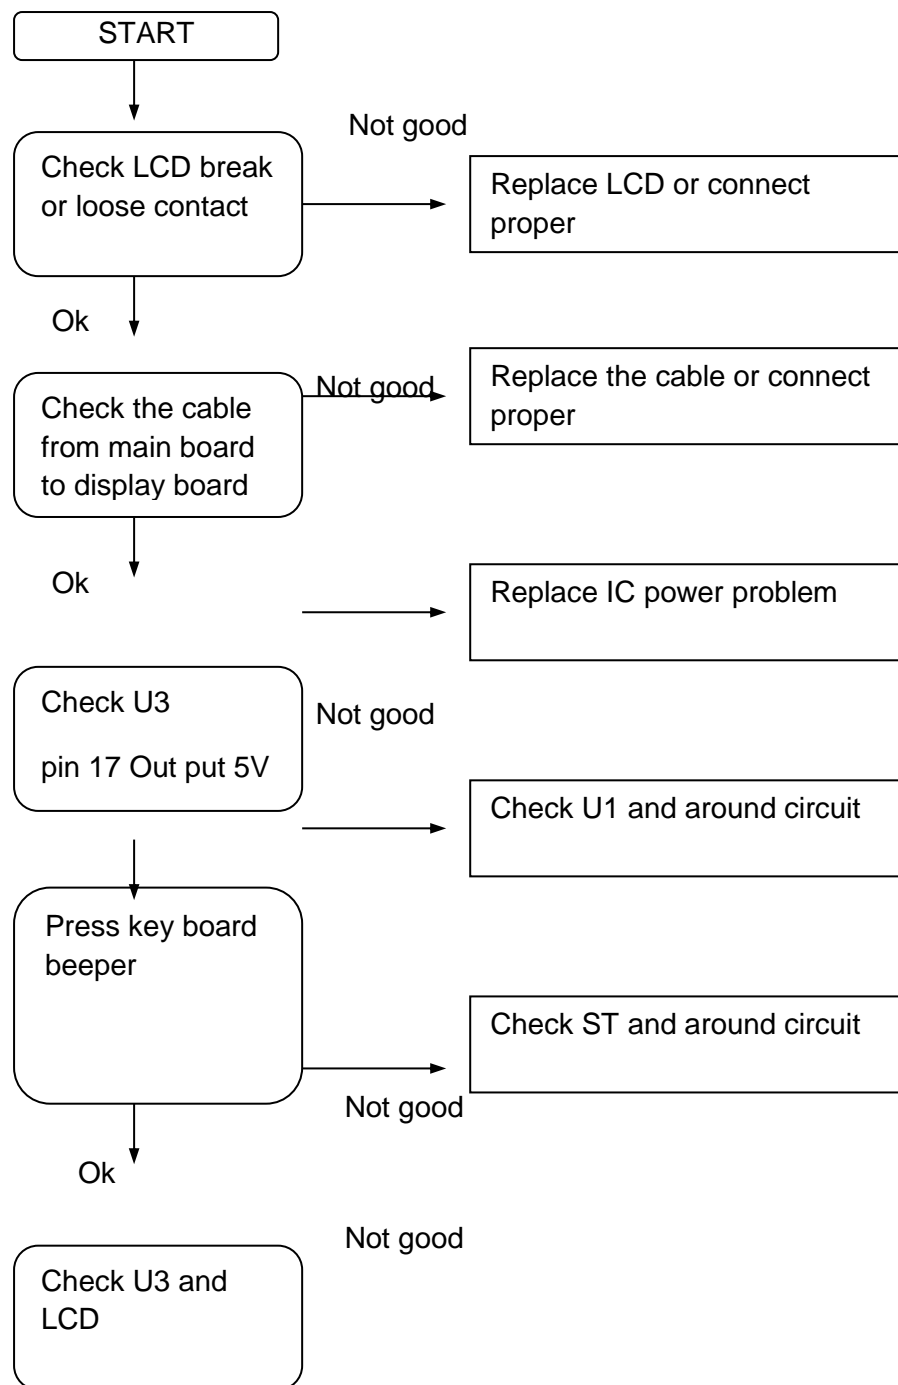 START
Not good
Check LCD break
or loose contact
Replace LCD or connect
proper
Ok
Check the cable
from main board
to display board
Not good
Replace the cable or connect
proper
Ok
Replace IC power problem
Check U3
pin 17 Out put 5V
Not good
Check U1 and around circuit
Press key board
beeper
Check ST and around circuit
Not good
Ok
Not good
Check U3 and
LCD